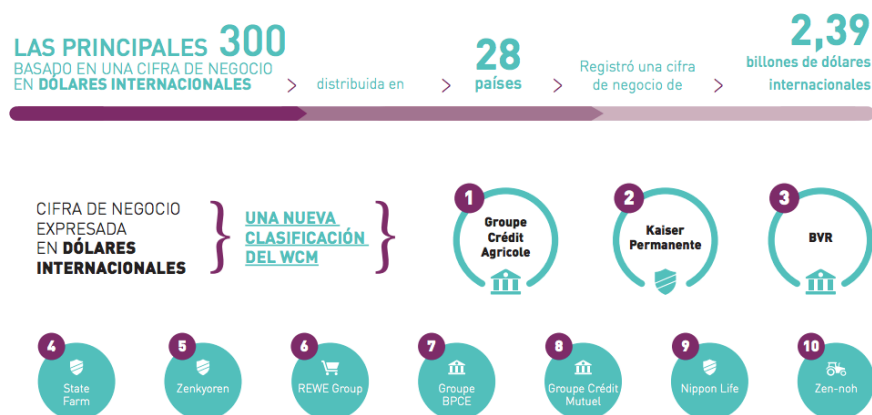 LAS PRINCIPALES 300
BASADO EN UNA CIFRA DE NEGOCIO
EN DÓLARES INTERNACIONALES
distribuida en
28
países
Registró una cifra
de negocio de
2,39
billones de dólares
internacionales
CIFRA DE NEGOCIO
EXPRESADA
EN DÓLARES
INTERNACIONALES
UNA NUEVA
CLASIFICACIÓN
DEL WCM
1
Groupe
Crédit
Agricole
2
Kaiser
Permanente
3
BVR
4
State
Farm
5
Zenkyoren
6
REWE Group
7
Groupe
BPCE
8
Groupe Crédit
Mutuel
9
Nippon Life
10
Zen-noh